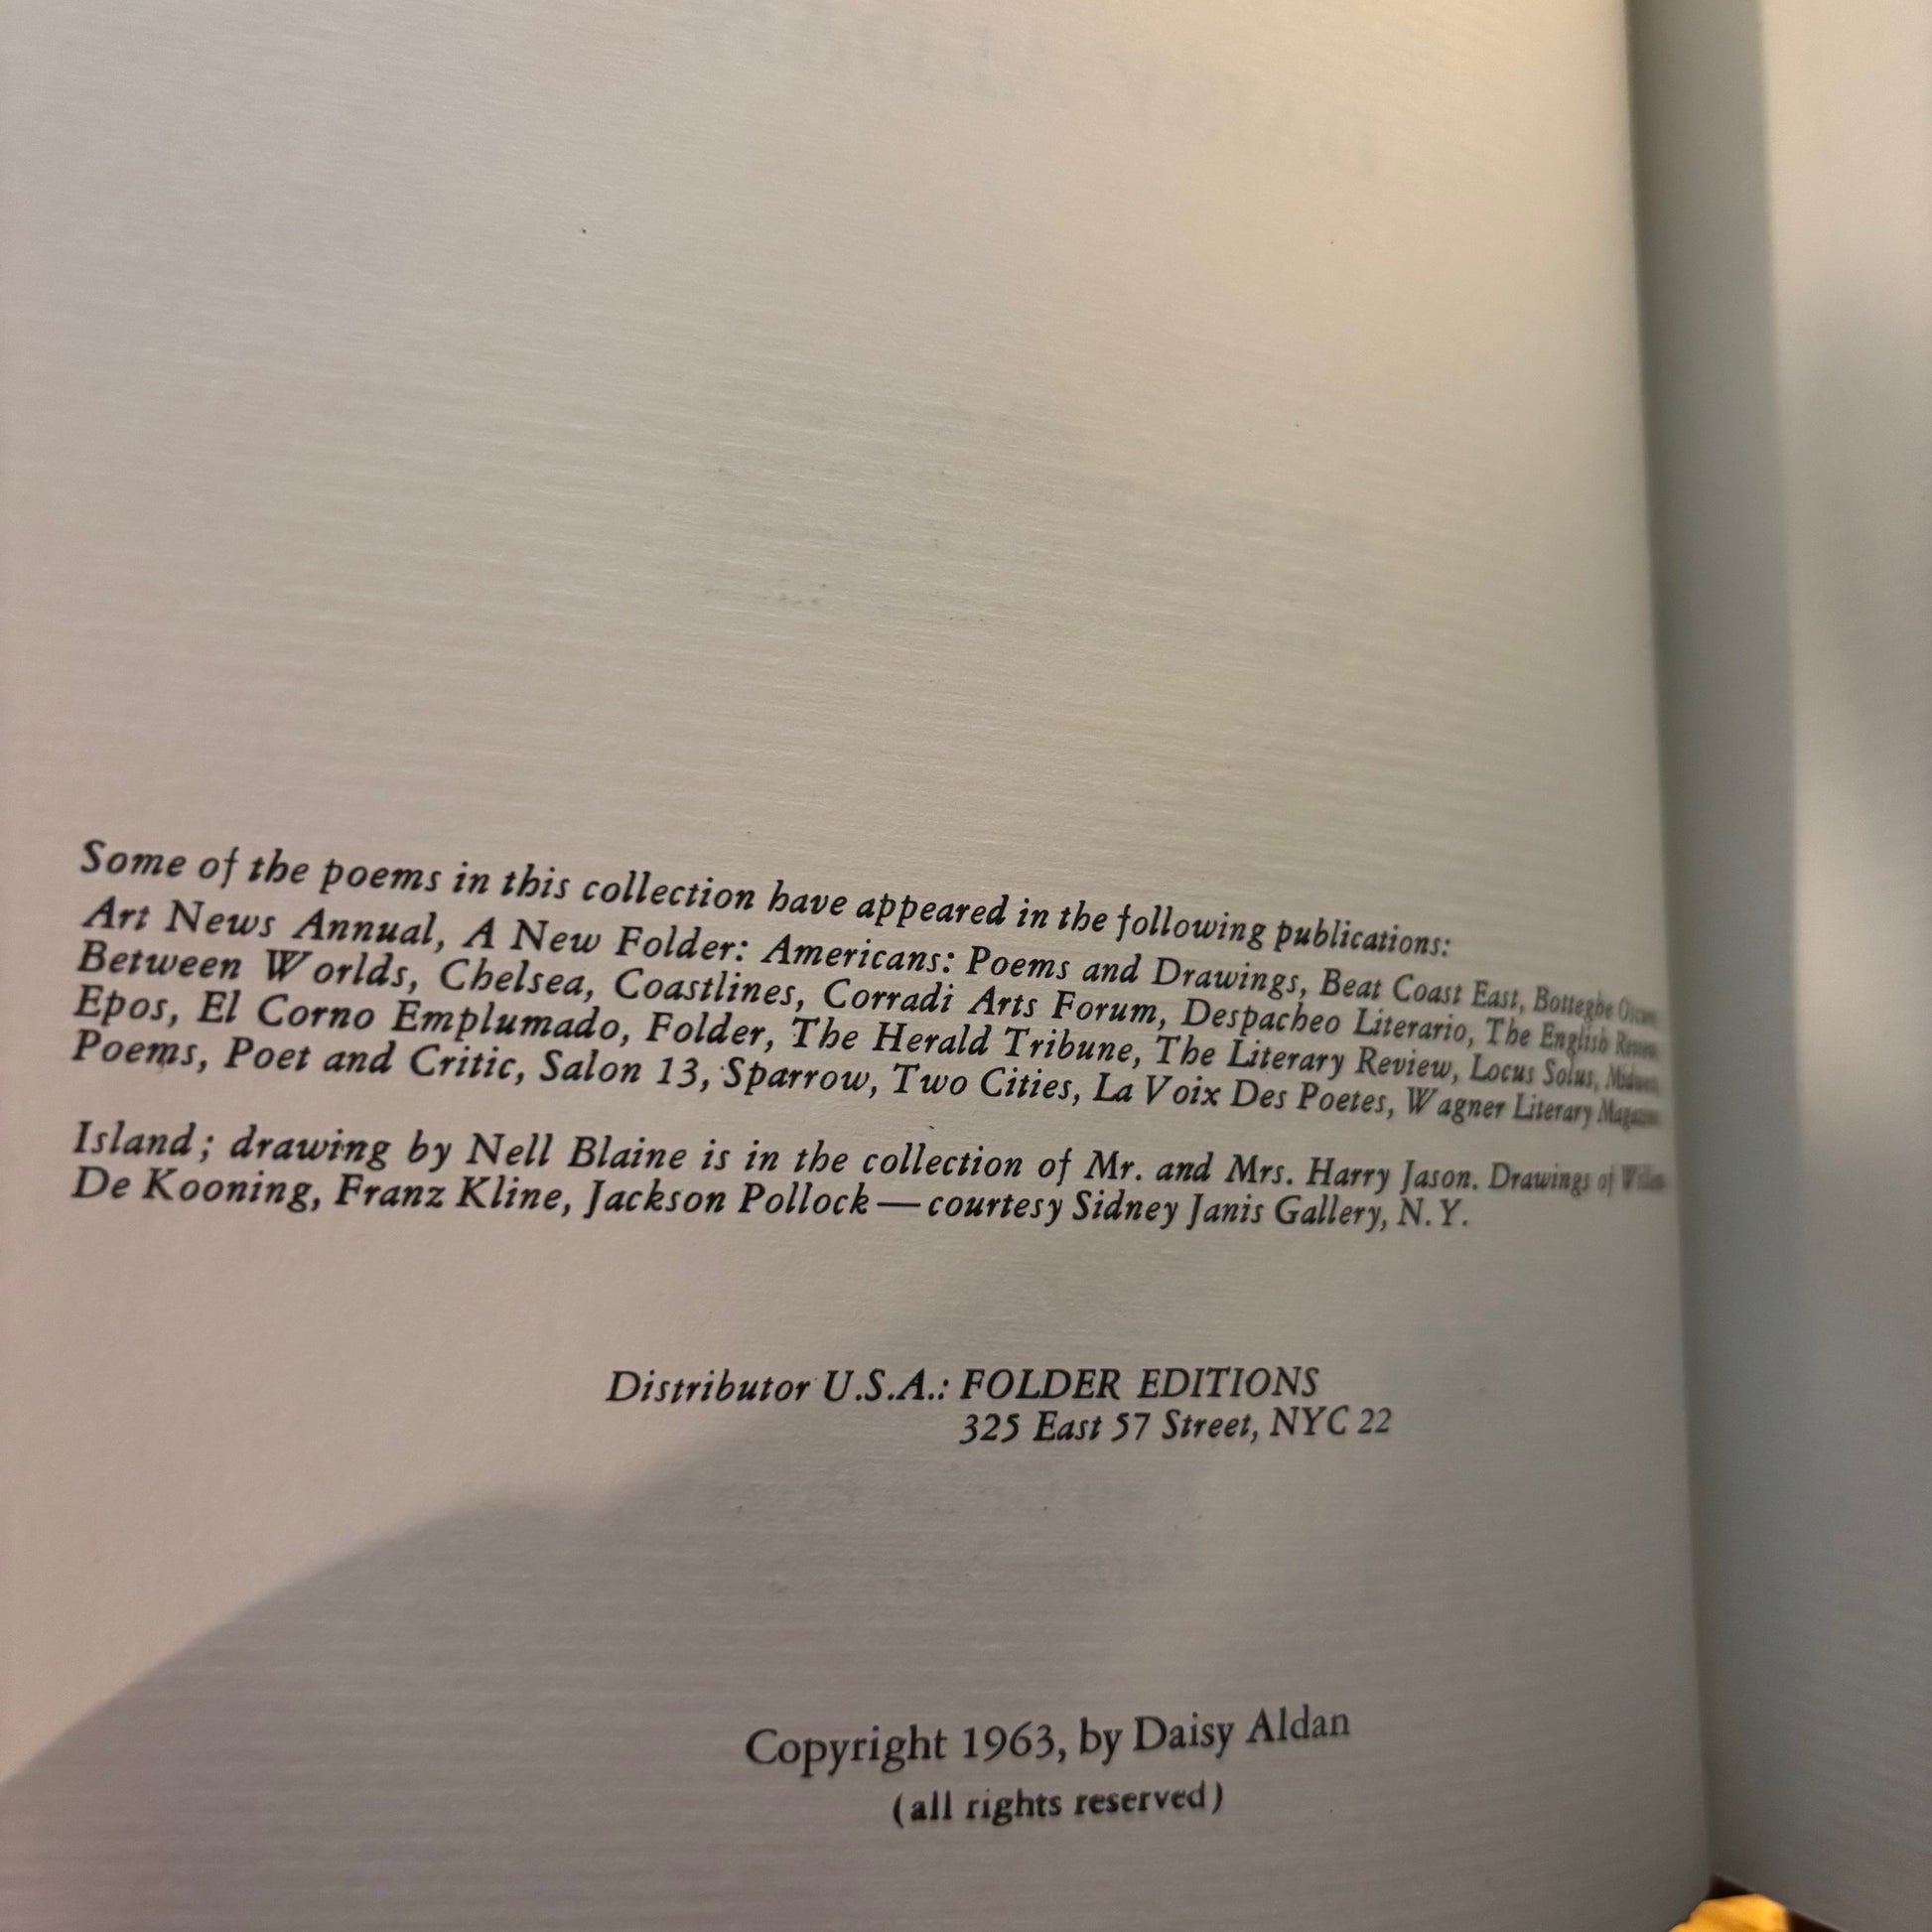 Some of the poems in this collection have appeared in the following publications:
Art News Annual, A New Folder: Americans: Poems and Drawings, Beat Coast East, Botteghe
Between Worlds, Chelsea, Coastlines, Corradi Arts Forum, Despacheo Literario, The English
Epos, El Corno Emplumado, Folder, The Herald Tribune, The Literary Review, Locus Solus,
Poems, Poet and Critic, Salon 13, Sparrow, Two Cities, La Voix Des Poetes, Wagner Literary
Island; drawing by Nell Blaine is in the collection of Mr. and Mrs. Harry Jason. Drawings of
De Kooning, Franz Kline, Jackson Pollock—courtesy Sidney Janis Gallery, N.Y.
Distributor U.S.A.: FOLDER EDITIONS
325 East 57 Street, NYC 22
Copyright 1963, by Daisy Aldan
(all rights reserved)